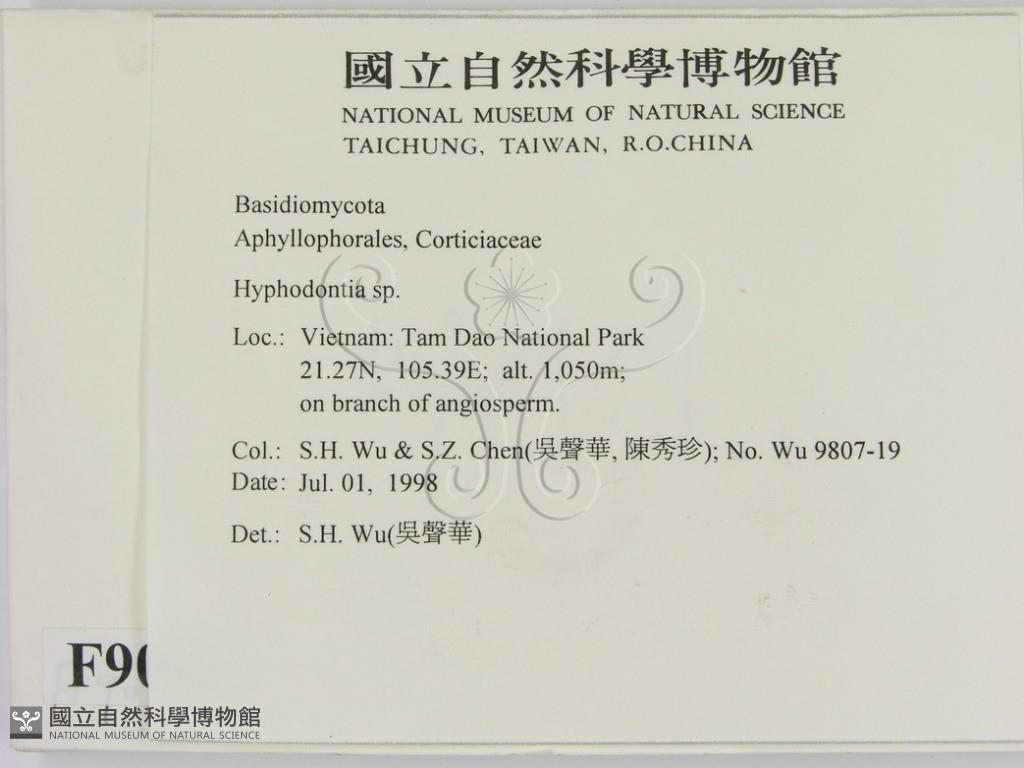 國立自然科學博物館
NATIONAL MUSEUM OF NATURAL SCIENCE
TAICHUNG, TAIWAN, R.O.CHINA
Basidiomycota
Aphyllophorales, Corticiaceae
Hyphodontia sp.
Loc.: Vietnam: Tam Dao National Park
21.27N, 105.39E; alt. 1,050m;
on branch of angiosperm.
Col.: S.H. Wu & S.Z. Chen(吳聲華, 陳秀珍); No. Wu 9807-19
Date: Jul. 01, 1998
Det.: S.H. Wu(吳聲華)
國立自然科學博物館
NATIONAL MUSEUM OF NATURAL SCIENCE